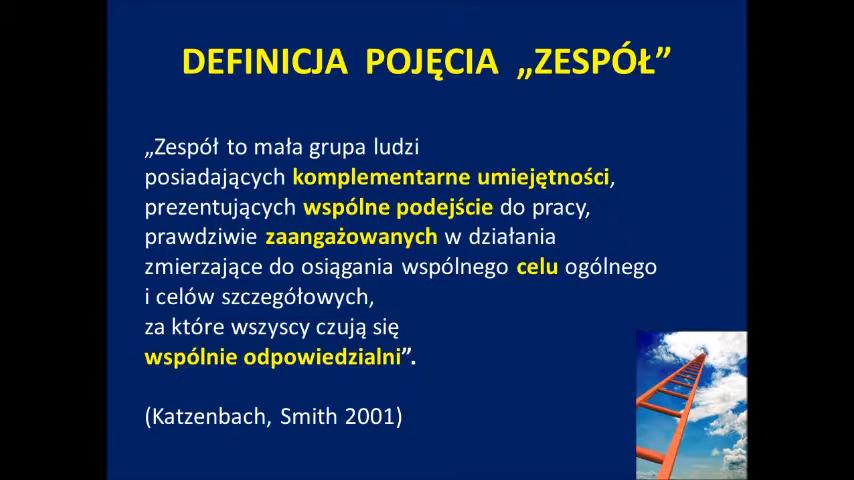 DEFINICJA POJĘCIA „ZESPÓŁ”
„Zespół to mała grupa ludzi
posiadających komplementarne umiejętności,
prezentujących wspólne podejście do pracy,
prawdziwie zaangażowanych w działania
zmierzające do osiągania wspólnego celu ogólnego
i celów szczegółowych,
za które wszyscy czują się
wspólnie odpowiedzialni”.
(Katzenbach, Smith 2001)